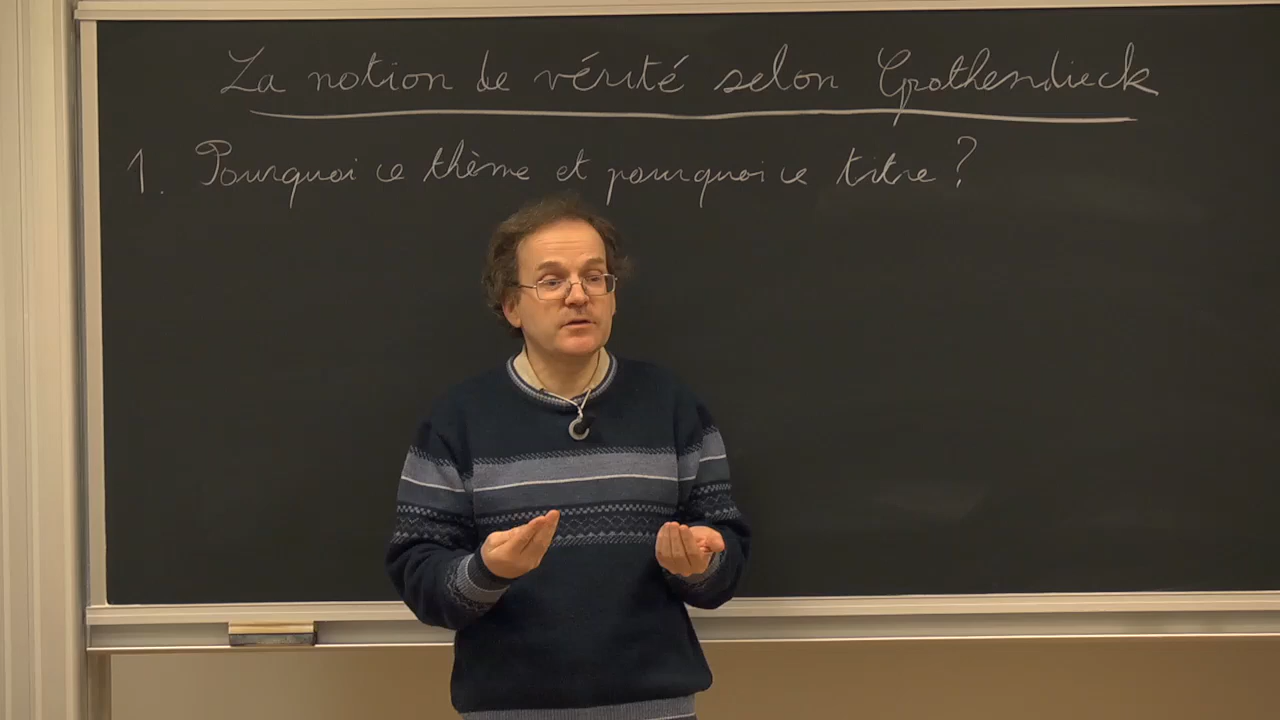 La notion de vérité selon Grothendieck
1. Pourquoi ce thème et pourquoi ce titre ?